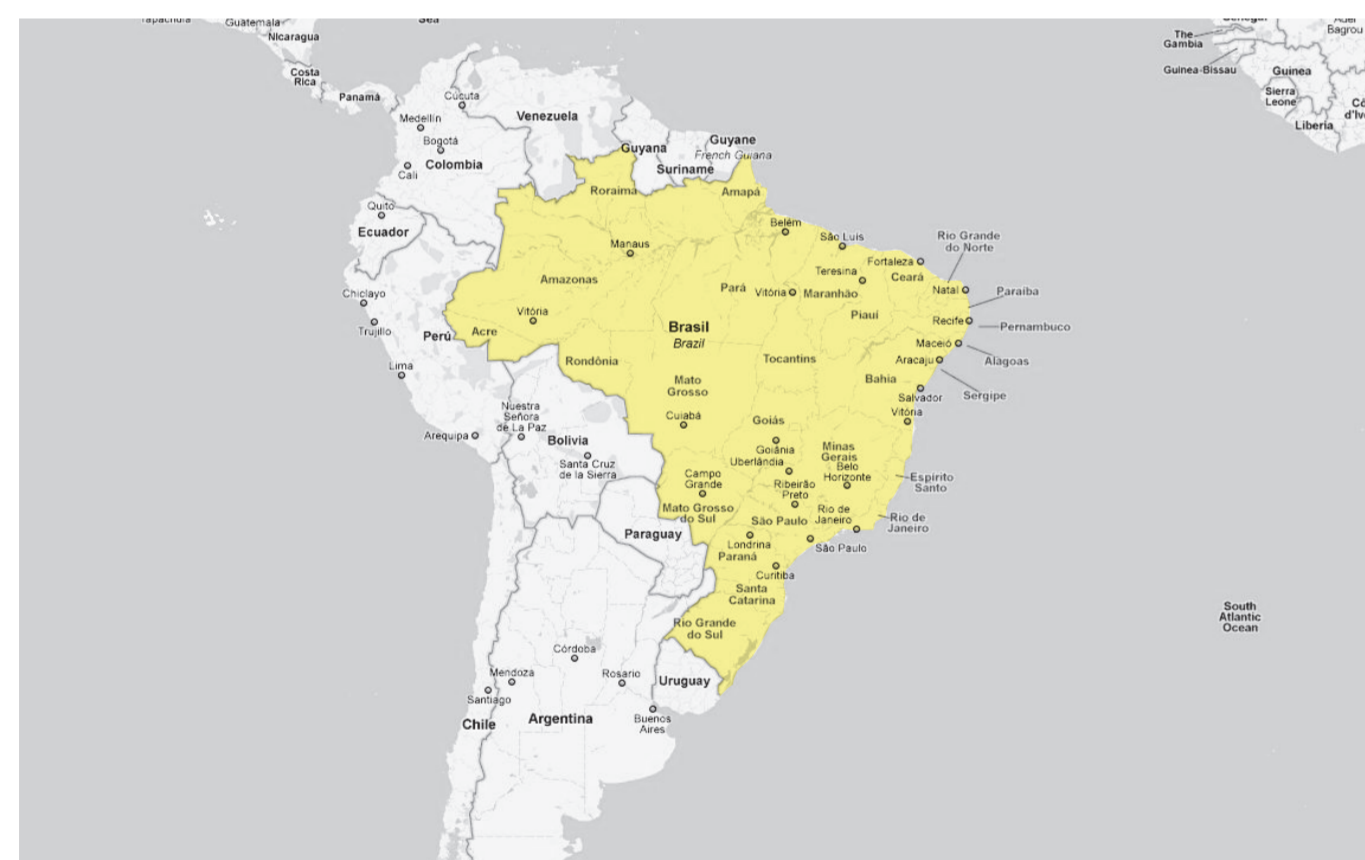 Tapachula
Guatemala
Nicaragua
Sea
Costa
Rica
Panamá
The
Gambia
Guinea-Bissau
Guinea
Sierra
Leone
Liberia
Bagrou
Cúcuta
Medellín
Bogotá
Cali
Colombia
Venezuela
Guyana
Suriname
Guyane
French Guiana
Quito
Ecuador
Roraima
Amapá
Manaus
Amazonas
Belém
São Luís
Rio Grande
do Norte
Fortaleza
Teresina
Ceará
Natal
Paraíba
Pará
Vitória
Maranhão
Piauí
Recife
Pernambuco
Chiclayo
Trujillo
Perú
Acre
Vitória
Brasil
Brazil
Maceió
Alagoas
Aracaju
Lima
Rondônia
Tocantins
Mato
Grosso
Bahia
Sergipe
Salvador
Vitória
Cuiabá
Goiás
Nuestra
Señora
de La Paz
Arequipa
Bolivia
Santa Cruz
de la Sierra
Goiânia
Uberlândia
Minas
Gerais
Belo
Horizonte
Campo
Grande
Ribeirão
Preto
Espírito
Santo
Mato Grosso
do Sul
São Paulo
Rio de
Janeiro
Rio de
Janeiro
Paraguay
Londrina
Paraná
São Paulo
Curitiba
Santa
Catarina
Rio Grande
do Sul
South
Atlantic
Ocean
Córdoba
Mendoza
Rosario
Santiago
Uruguay
Chile
Argentina
Buenos
Aires